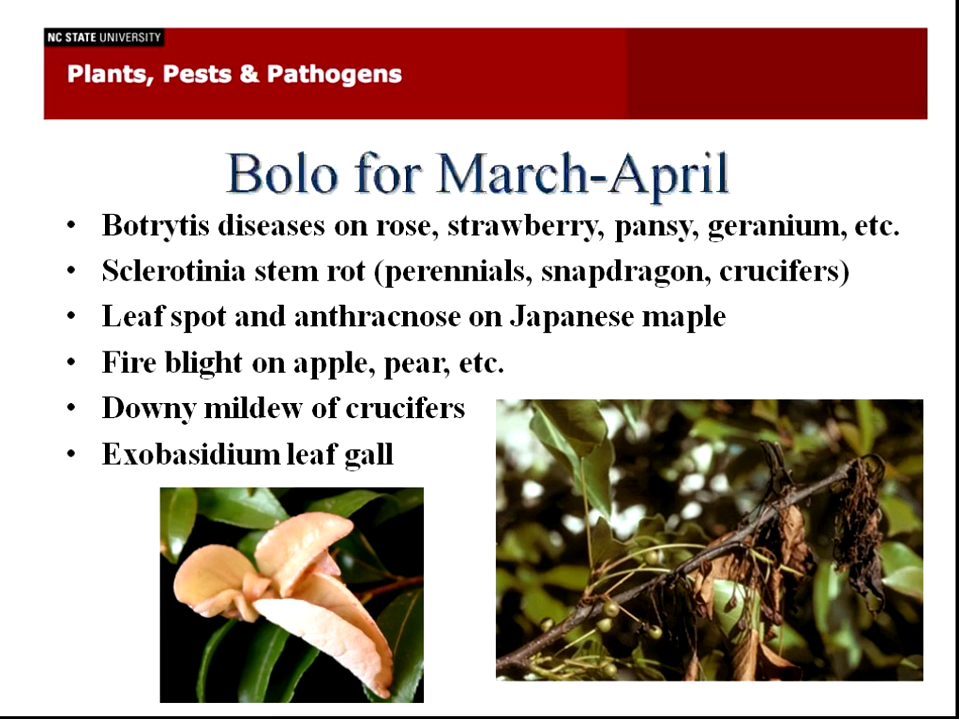 NC STATE UNIVERSITY
Plants, Pests & Pathogens
Bolo for March-April
• Botrytis diseases on rose, strawberry, pansy, geranium, etc.
• Sclerotinia stem rot (perennials, snapdragon, crucifers)
• Leaf spot and anthracnose on Japanese maple
• Fire blight on apple, pear, etc.
• Downy mildew of crucifers
• Exobasidium leaf gall